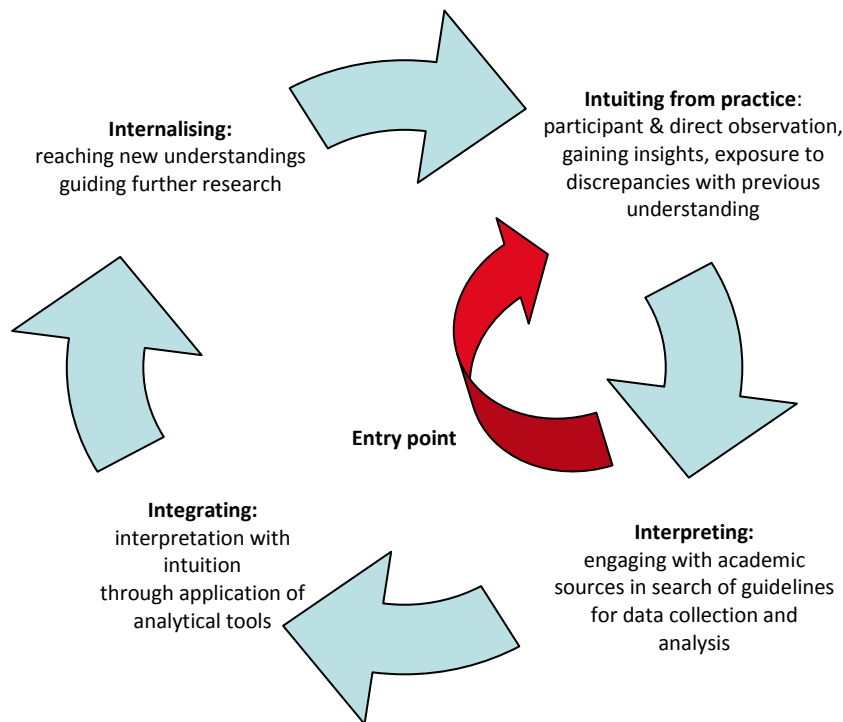 Internalising:
reaching new understandings
guiding further research
Intuiting from practice:
participant & direct observation,
gaining insights, exposure to
discrepancies with previous
understanding
Entry point
Integrating:
interpretation with
intuition
through application of
analytical tools
Interpreting:
engaging with academic
sources in search of guidelines
for data collection and
analysis